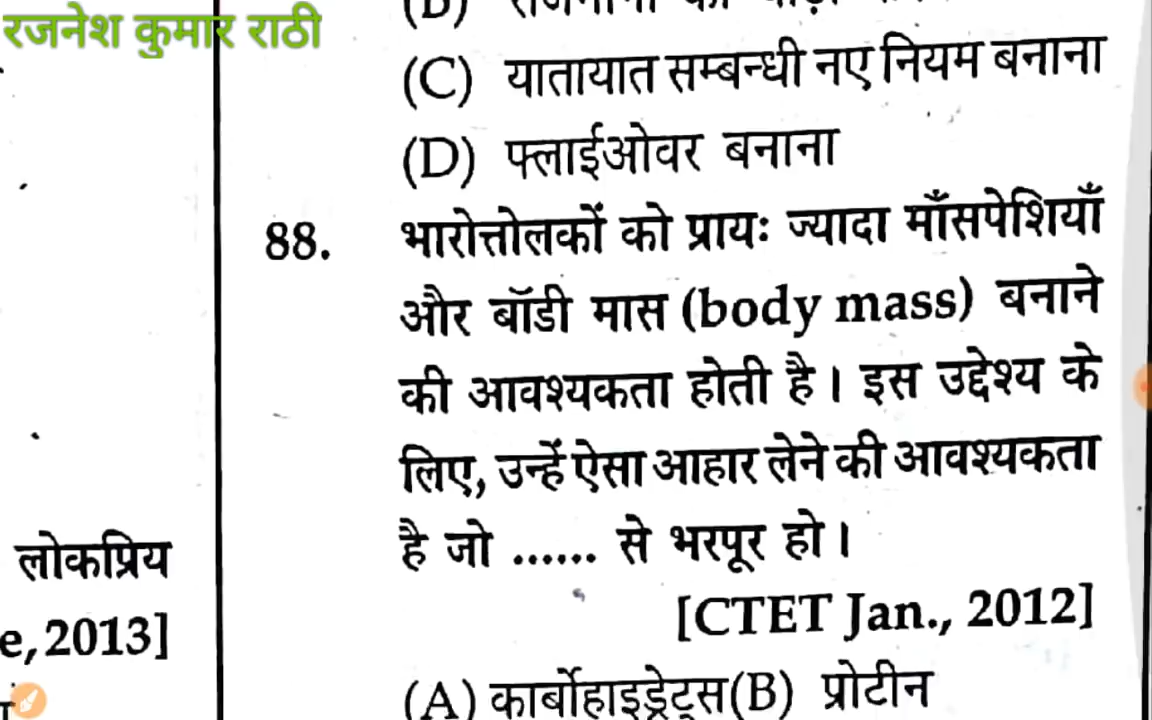 रजनेश कुमार राठी
(C) यातायात सम्बन्धी नए नियम बनाना
(D) फ्लाईओवर बनाना
88. भारोत्तोलकों को प्रायः ज्यादा माँसपेशियाँ
और बॉडी मास (body mass) बनाने
की आवश्यकता होती है। इस उद्देश्य के
लिए, उन्हें ऐसा आहार लेने की आवश्यकता
है जो ...... से भरपूर हो।
[CTET Jan., 2012]
(A) कार्बोहाइड्रेट्स (B) प्रोटीन
लोकप्रिय
e, 2013]